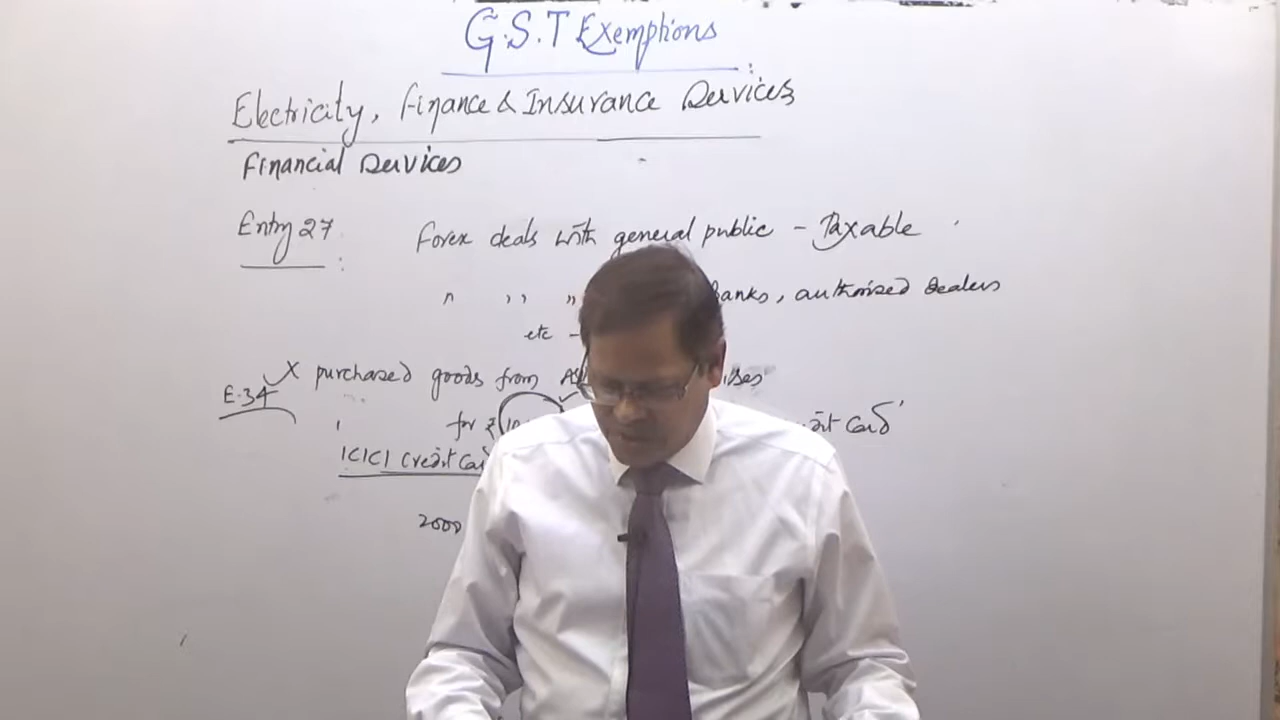 G.S.T Exemptions
Electricity, Finance & Insurance Services
Financial Services
Entry 27 : Forex deals with general public - Taxable
" " " Banks, authorised dealers
etc -
E.34 X purchased goods from
for ₹ Card
ICICI Credit Ca
2000